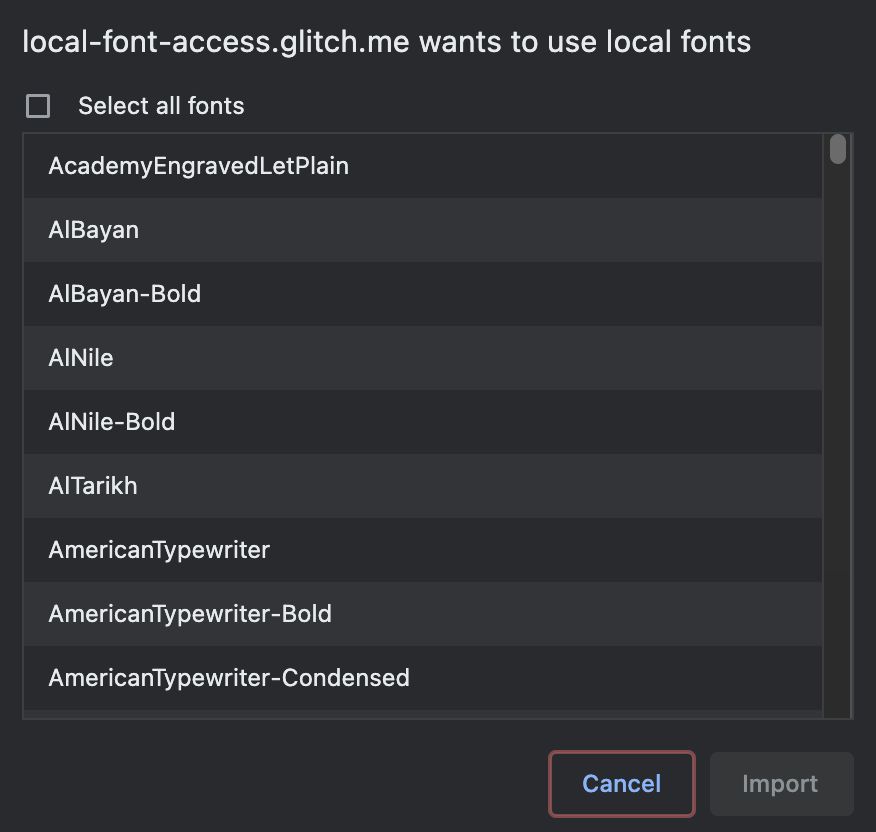 local-font-access.glitch.me wants to use local fonts
Select all fonts
AcademyEngravedLetPlain
AlBayan
AlBayan-Bold
AlNile
AlNile-Bold
AlTarikh
AmericanTypewriter
AmericanTypewriter-Bold
AmericanTypewriter-Condensed
Cancel
Import